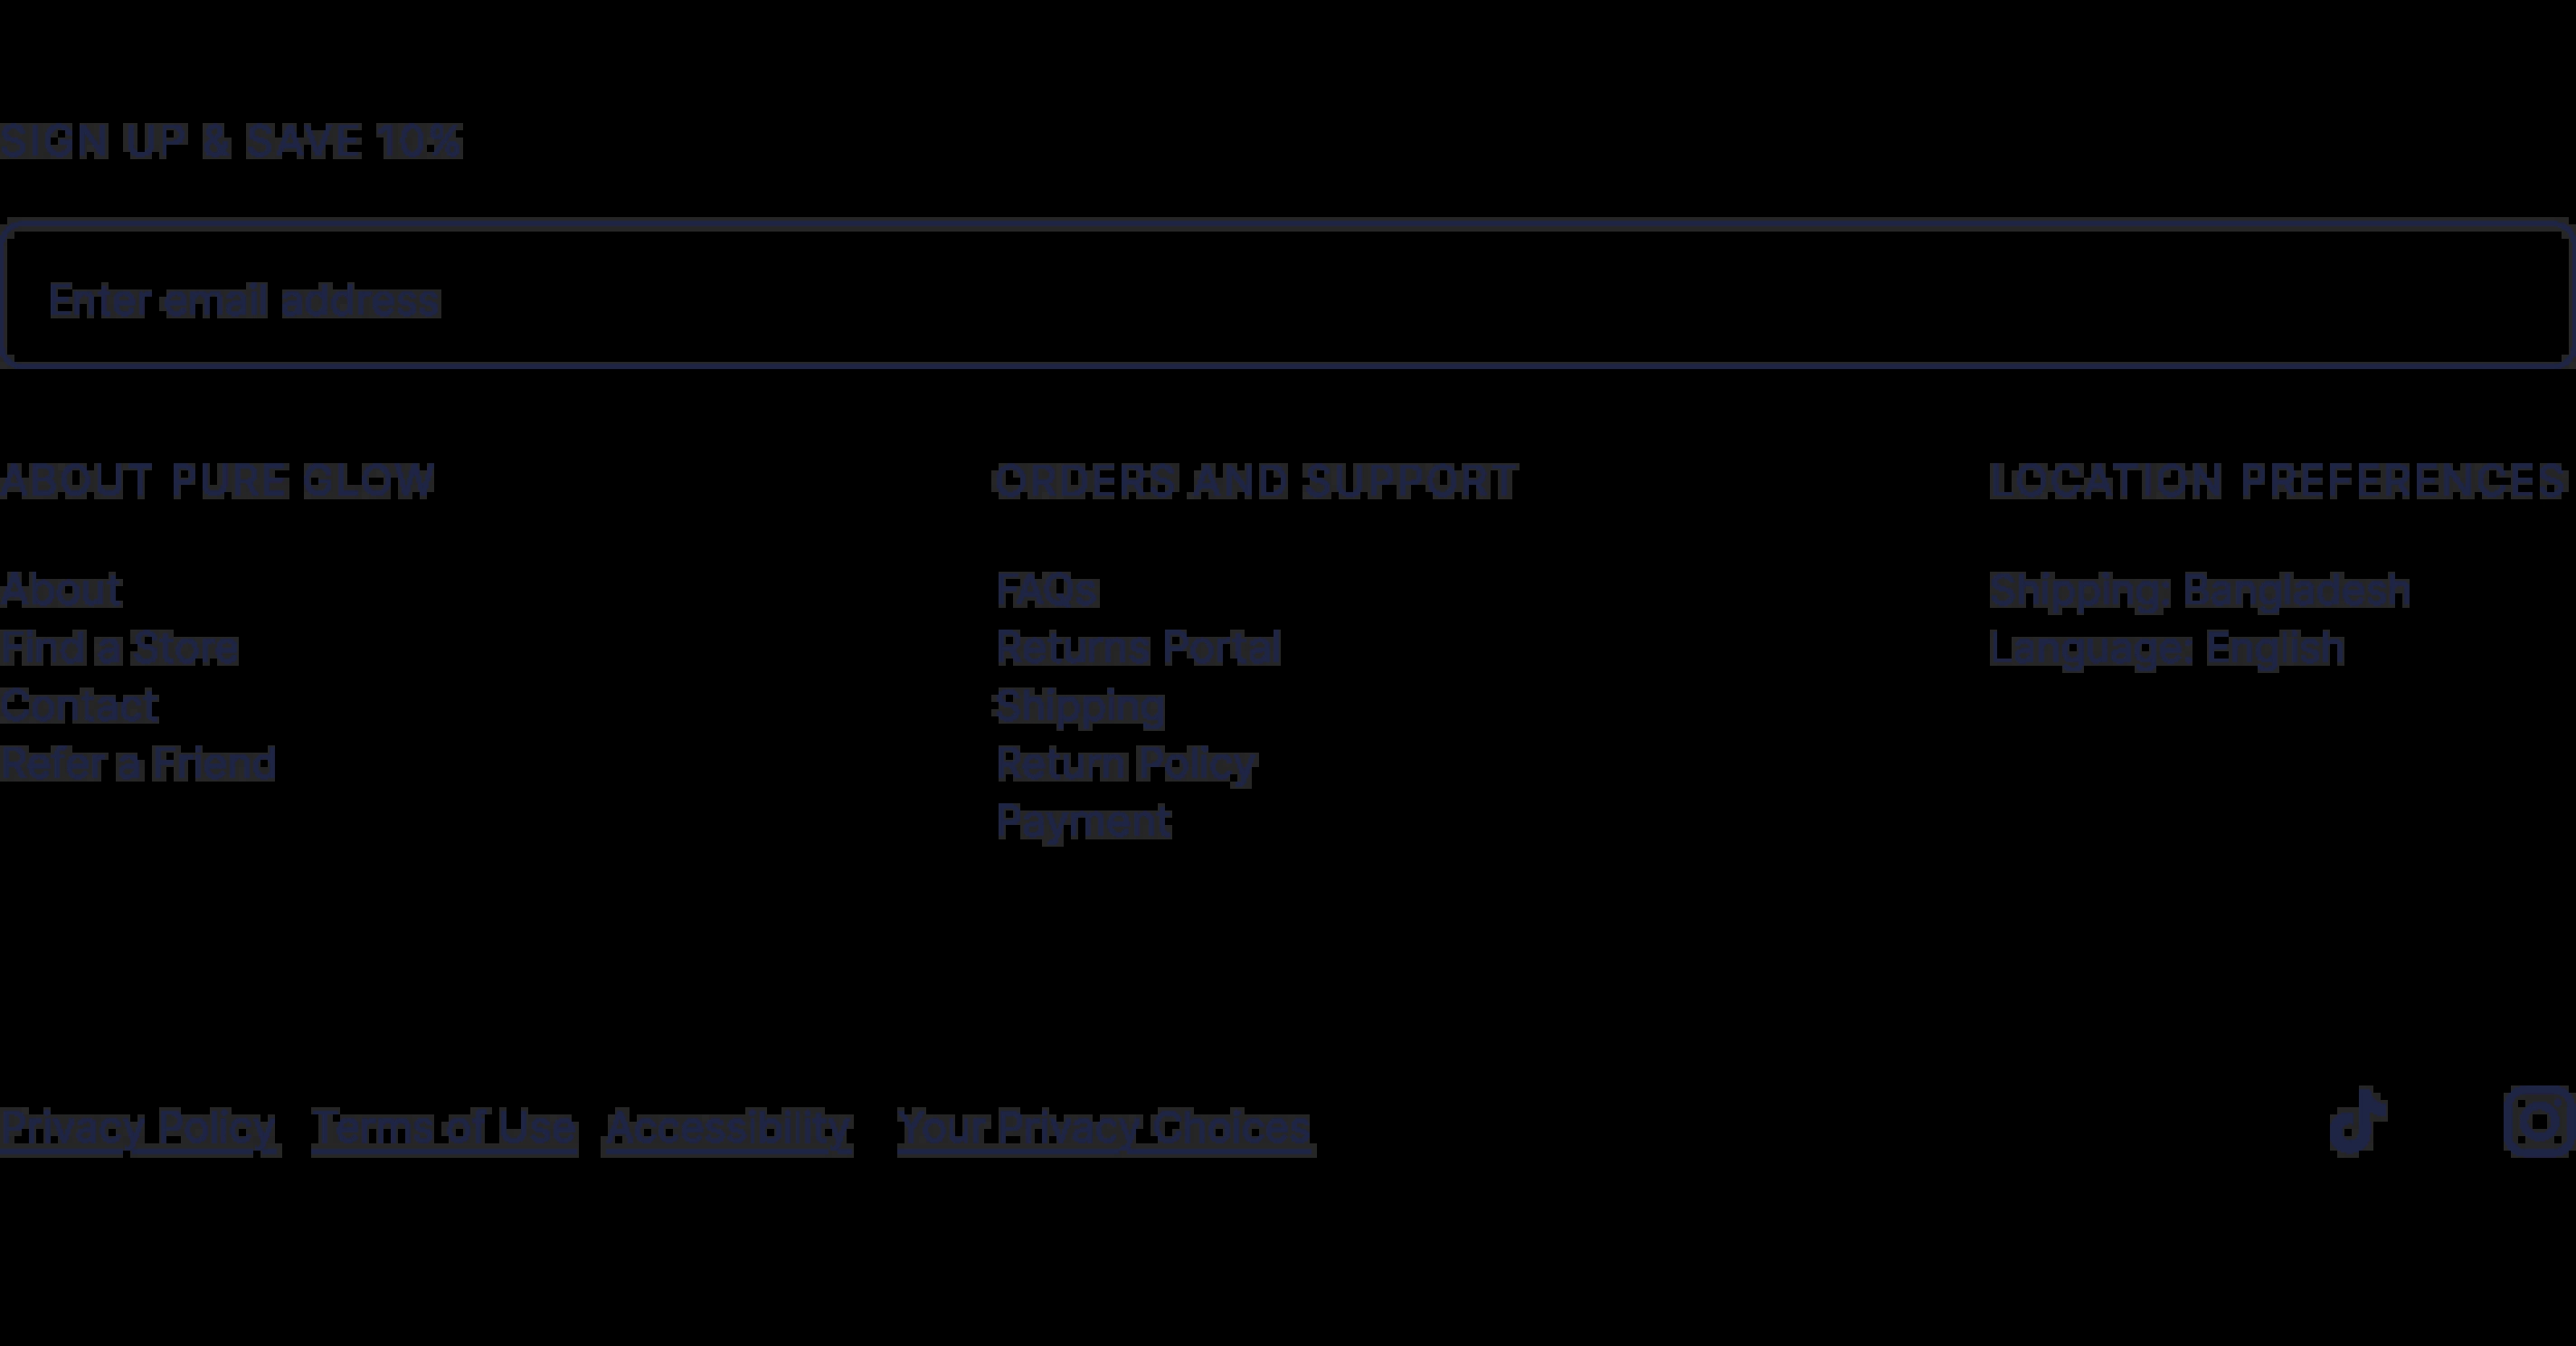 SIGN UP & SAVE 10%
Enter email address
ABOUT PURE GLOW
About
Find a Store
Contact
Refer a Friend
ORDERS AND SUPPORT
FAQs
Returns Portal
Shipping
Return Policy
Payment
LOCATION PREFERENCES
Shipping: Bangladesh
Language: English
Privacy Policy Terms of Use Accessibility Your Privacy Choices